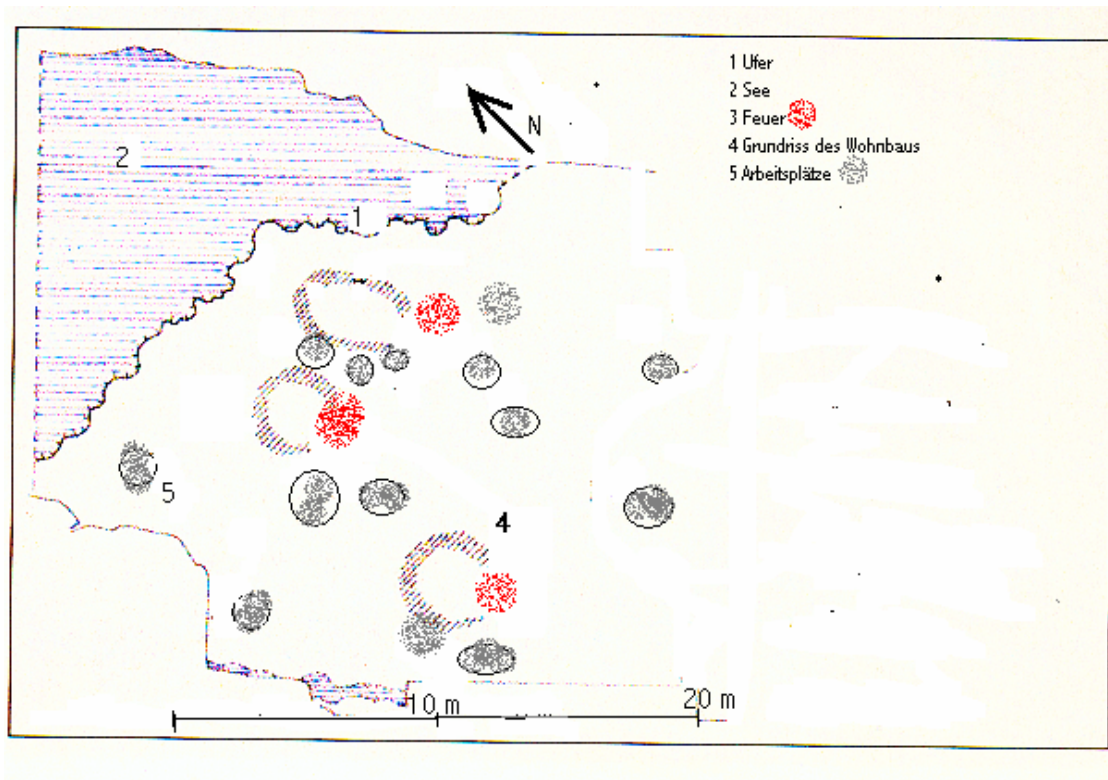 1 Ufer
2 See
3 Feuer
4 Grundriss des Wohnbaus
5 Arbeitsplätze
N
2
1
5
4
10 m
20 m